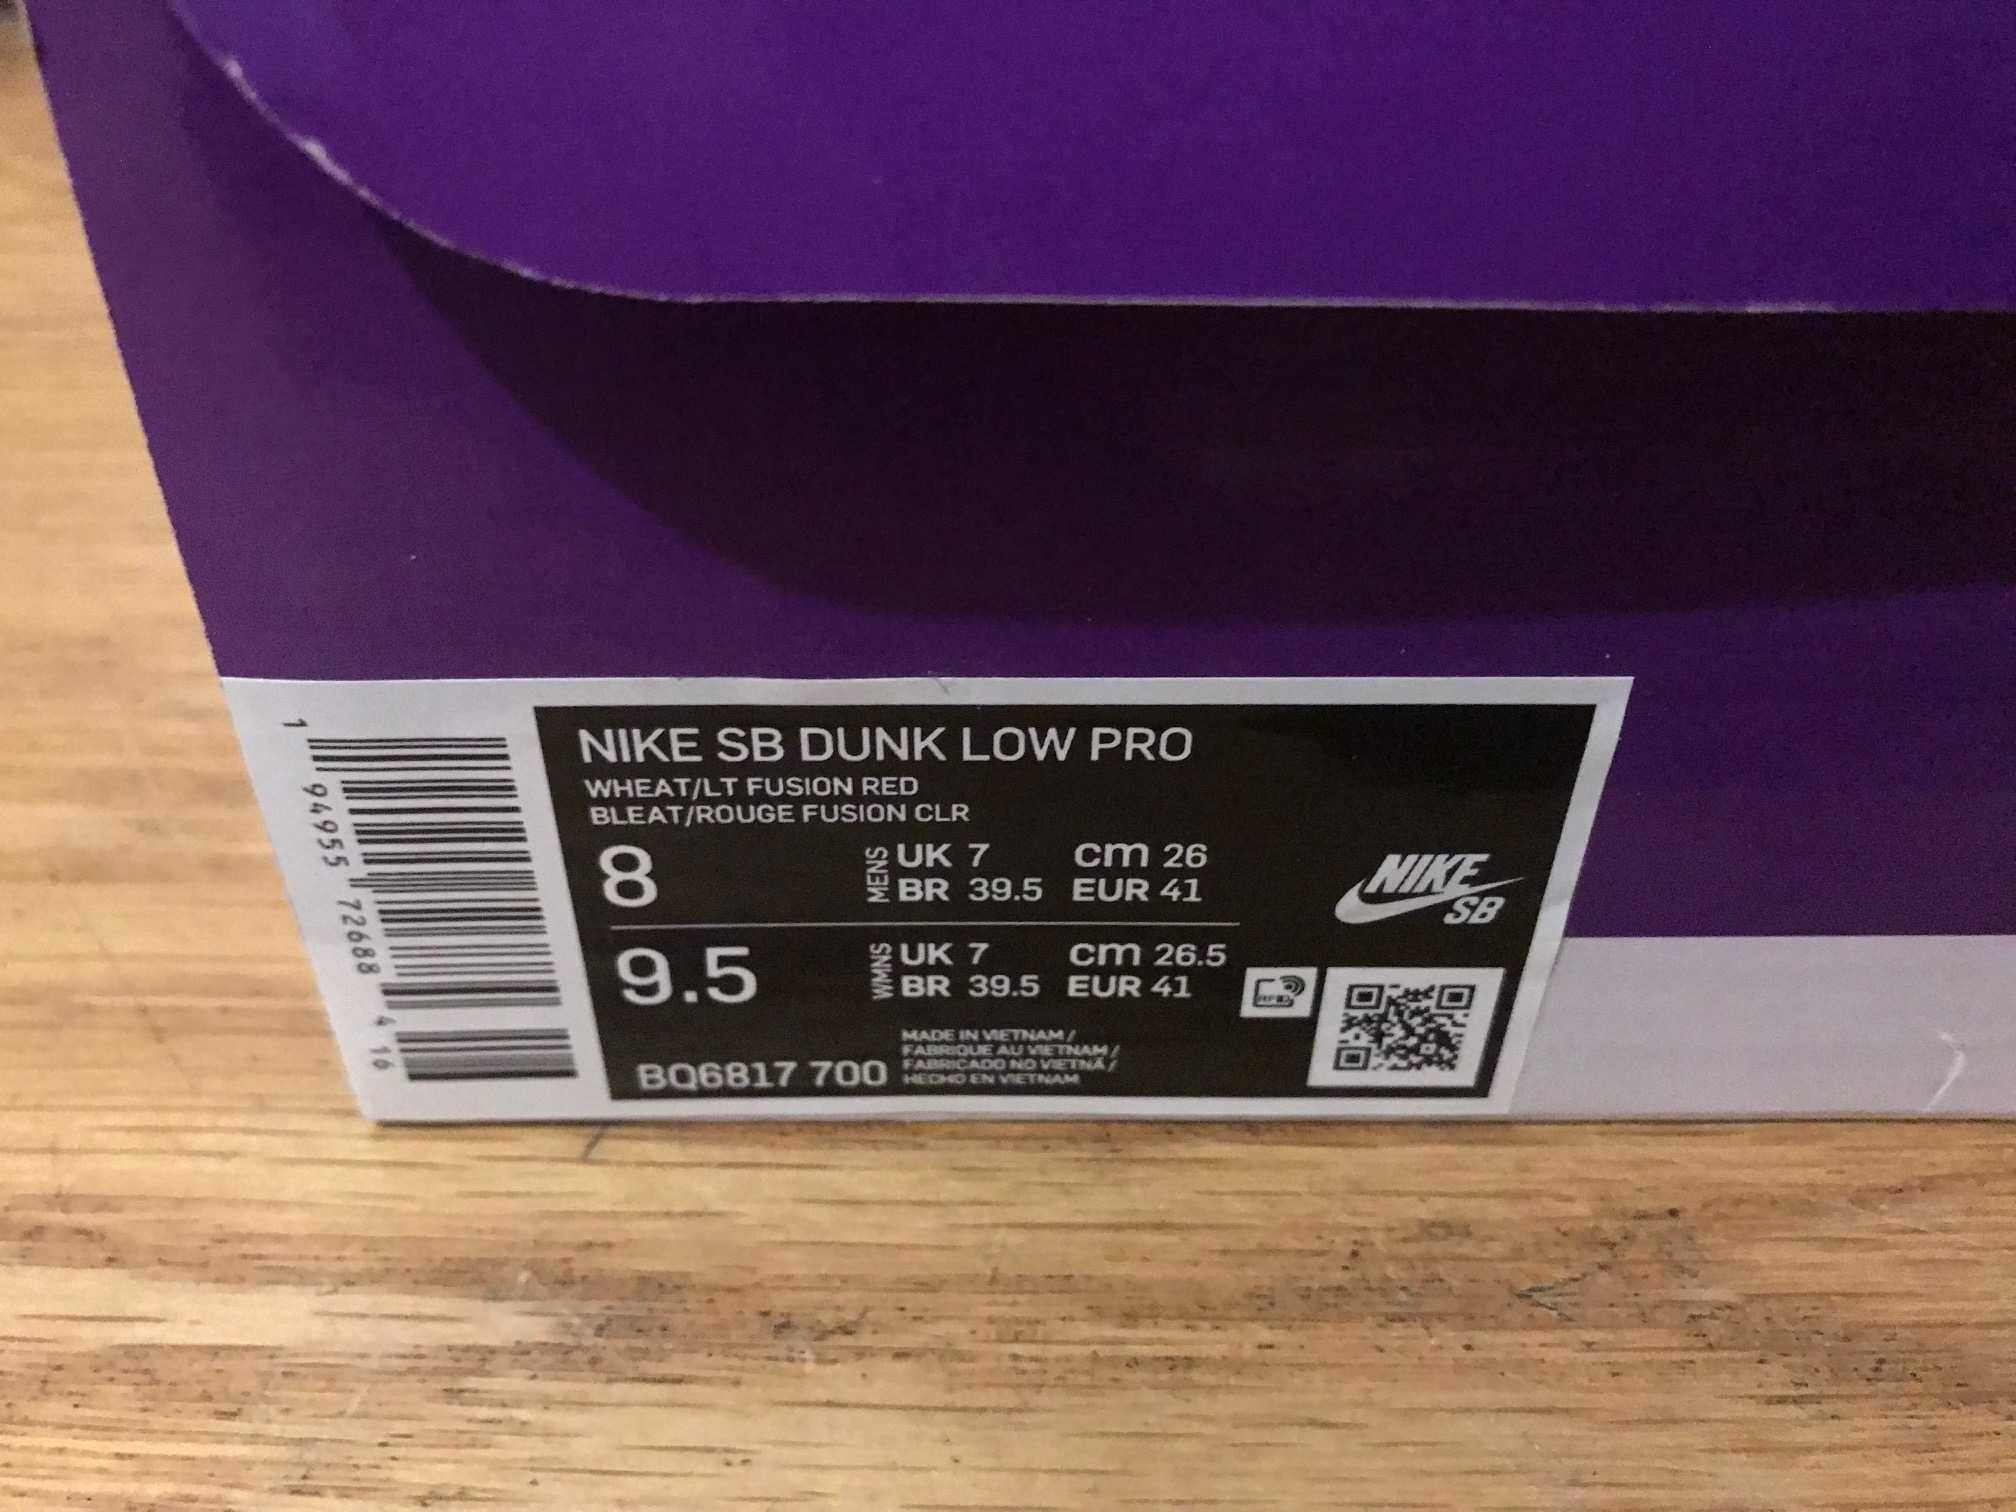 NIKE SB DUNK LOW PRO
WHEAT/LT FUSION RED
BLEAT/ROUGE FUSION CLR
8 MENS UK 7 cm 26
BR 39.5 EUR 41
9.5 WMNS UK 7 cm 26.5
BR 39.5 EUR 41
BQ6817 700
MADE IN VIETNAM /
FABRIQUE AU VIETNAM /
FABRICADO NO VIETNÃ /
HECHO EN VIETNAM
NIKE
SB
RFID
1 94955 72688 4 16